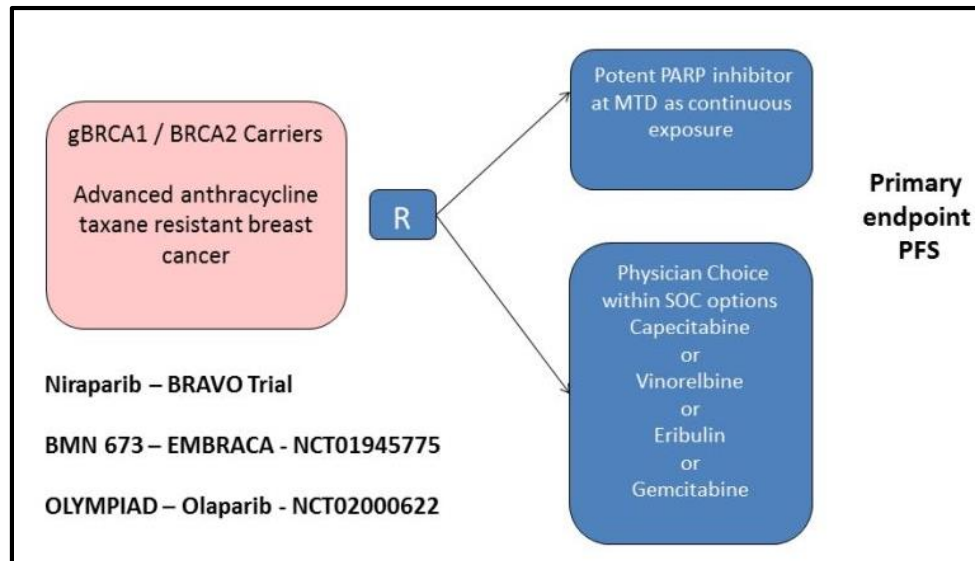 gBRCA1 / BRCA2 Carriers
Advanced anthracycline
taxane resistant breast
cancer
R
Potent PARP inhibitor
at MTD as continuous
exposure
Physician Choice
within SOC options
Capecitabine
or
Vinorelbine
or
Eribulin
or
Gemcitabine
Primary
endpoint
PFS
Niraparib – BRAVO Trial
BMN 673 – EMBRACA - NCT01945775
OLYMPIAD – Olaparib - NCT02000622